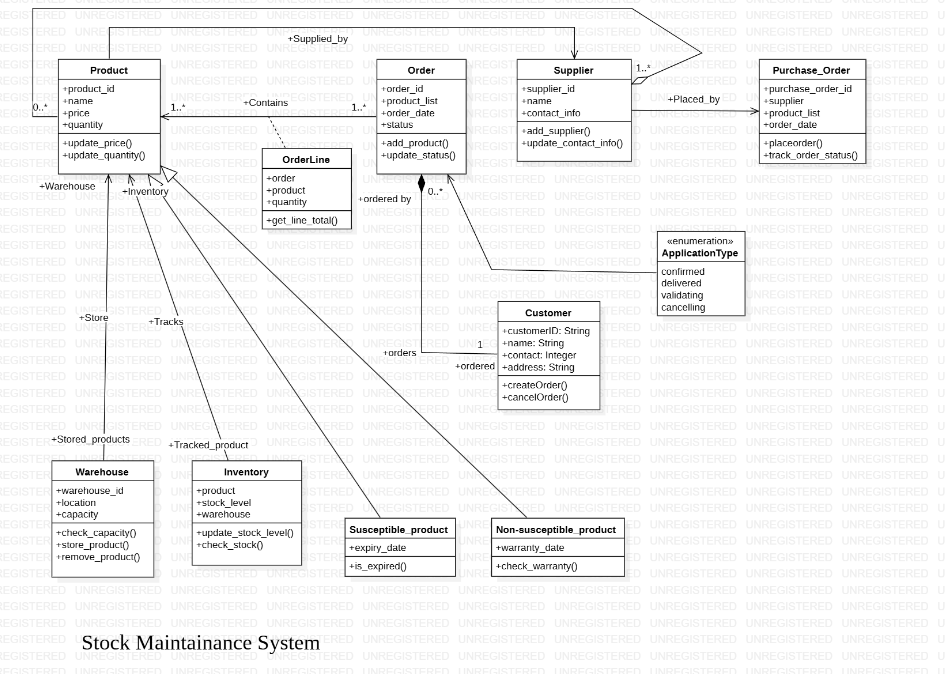 +Supplied_by
Product
+product_id
+name
+price
+quantity
+update_price()
+update_quantity()
0..*
1..*
+Contains
1..*
Order
+order_id
+product_list
+order_date
+status
+add_product()
+update_status()
Supplier
+supplier_id
+name
+contact_info
+add_supplier()
+update_contact_info()
1..*
+Placed_by
Purchase_Order
+purchase_order_id
+supplier
+product_list
+order_date
+placeorder()
+track_order_status()
OrderLine
+order
+product
+quantity
+get_line_total()
+Warehouse
+Inventory
+ordered by
0..*
«enumeration»
ApplicationType
confirmed
delivered
validating
cancelling
+Store
+Tracks
Customer
+customerID: String
+name: String
+contact: Integer
+address: String
+createOrder()
+cancelOrder()
1
+orders
+ordered
+Stored_products
+Tracked_product
Warehouse
+warehouse_id
+location
+capacity
+check_capacity()
+store_product()
+remove_product()
Inventory
+product
+stock_level
+warehouse
+update_stock_level()
+check_stock()
Susceptible_product
+expiry_date
+is_expired()
Non-susceptible_product
+warranty_date
+check_warranty()
Stock Maintainance System
UNREGISTERED